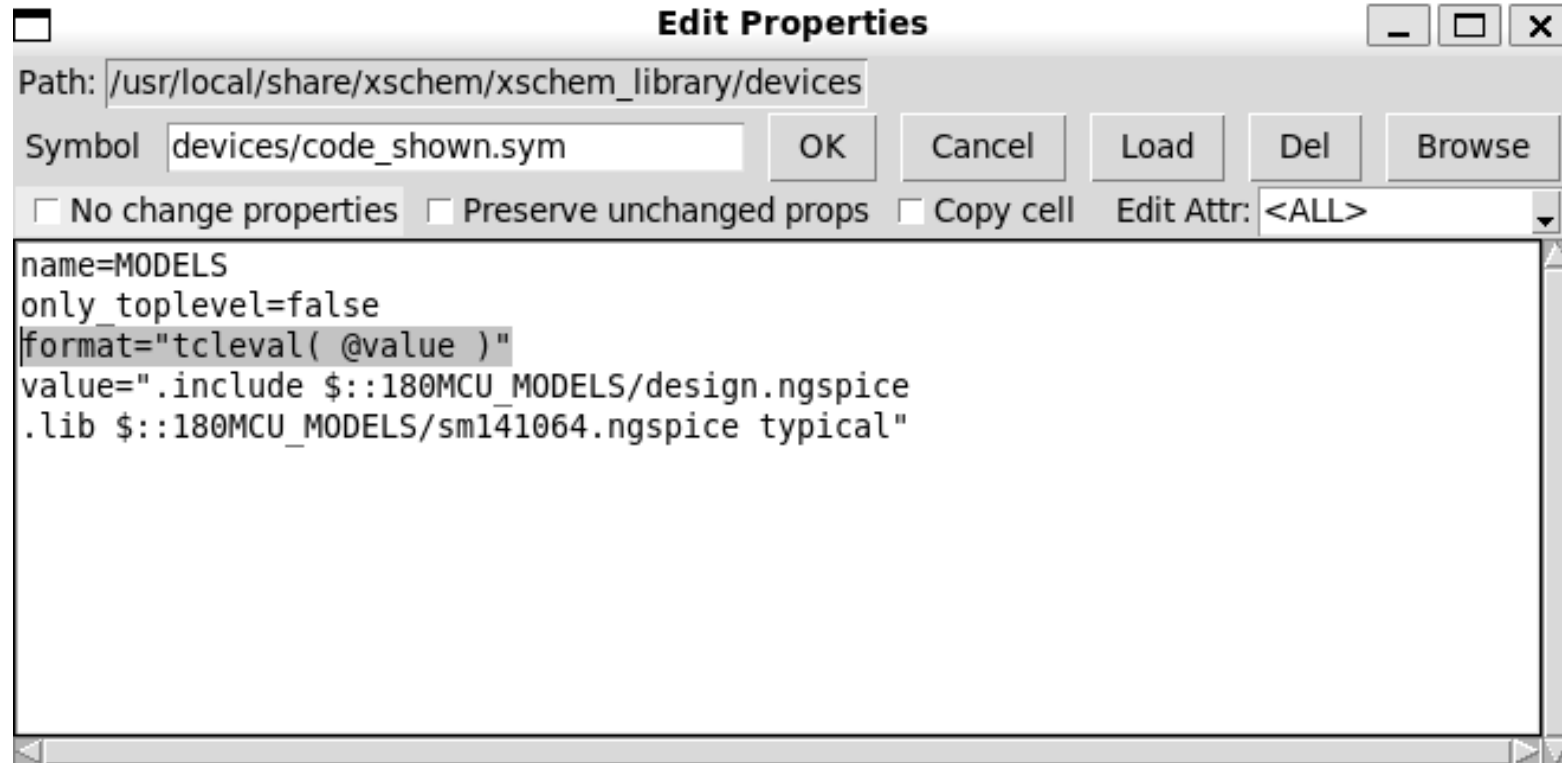 Edit Properties
Path: /usr/local/share/xschem/xschem_library/devices
Symbol devices/code_shown.sym OK Cancel Load Del Browse
No change properties Preserve unchanged props Copy cell Edit Attr: <ALL>
name=MODELS
only_toplevel=false
format="tcleval( @value )"
value=".include $::180MCU_MODELS/design.ngspice
.lib $::180MCU_MODELS/sm141064.ngspice typical"